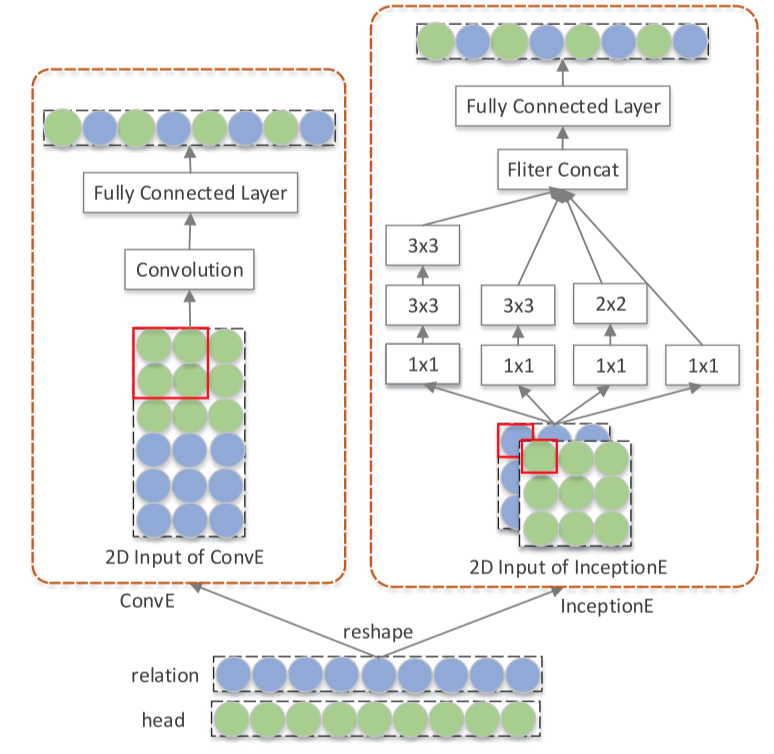 Fully Connected Layer
Fliter Concat
3x3
3x3
3x3
2x2
1x1
1x1
1x1
1x1
2D Input of InceptionE
InceptionE
Fully Connected Layer
Convolution
2D Input of ConvE
ConvE
reshape
relation
head